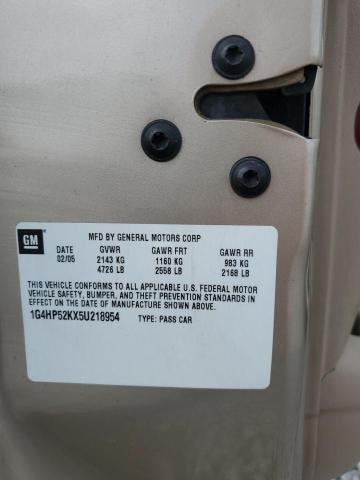 GM
MFD BY GENERAL MOTORS CORP
DATE GVWR GAWR FRT GAWR RR
02/05 2143 KG 1160 KG 983 KG
4726 LB 2558 LB 2168 LB
THIS VEHICLE CONFORMS TO ALL APPLICABLE U.S. FEDERAL MOTOR
VEHICLE SAFETY, BUMPER, AND THEFT PREVENTION STANDARDS
IN EFFECT ON THE DATE OF MANUFACTURE SHOWN ABOVE.
1G4HP52KX5U218954 TYPE: PASS CAR